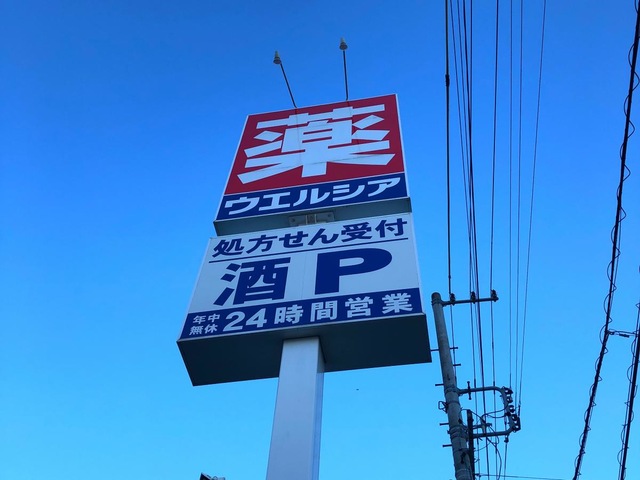 薬
ウエルシア
処方せん受付
酒 P
年中無休 24時間営業